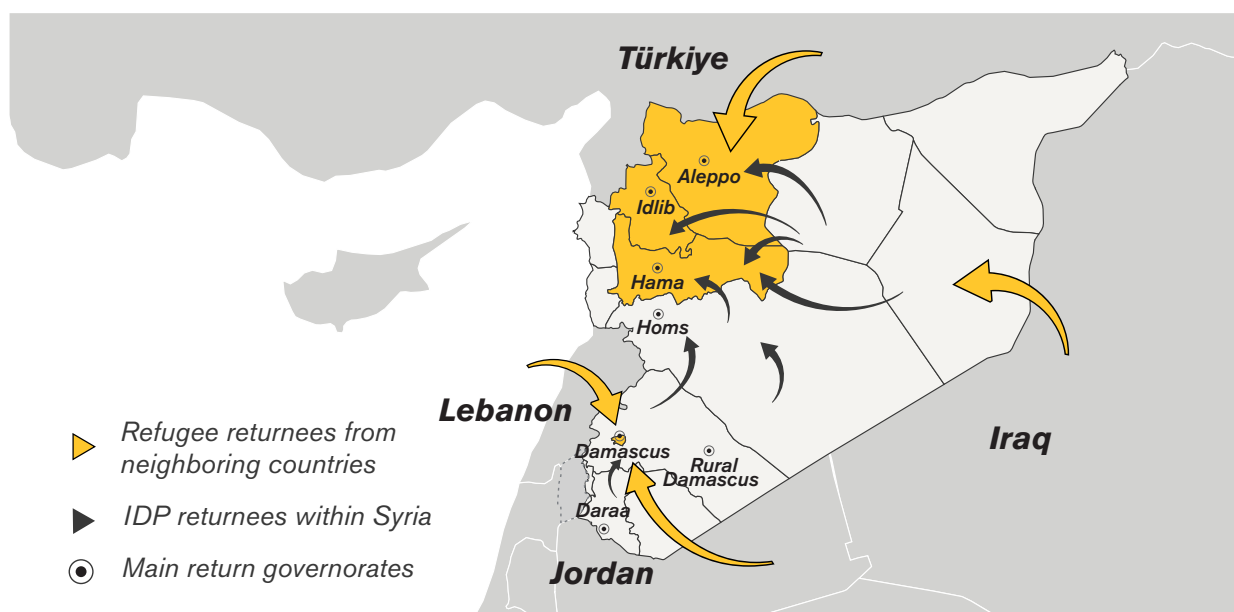 Türkiye
Aleppo
Idlib
Hama
Homs
Lebanon
Iraq
Damascus
Rural
Damascus
Daraa
Jordan
Refugee returnees from
neighboring countries
IDP returnees within Syria
Main return governorates